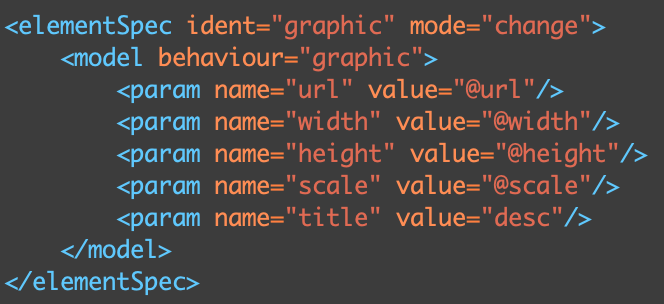 <elementSpec ident="graphic" mode="change">
    <model behaviour="graphic">
        <param name="url" value="@url"/>
        <param name="width" value="@width"/>
        <param name="height" value="@height"/>
        <param name="scale" value="@scale"/>
        <param name="title" value="desc"/>
    </model>
</elementSpec>